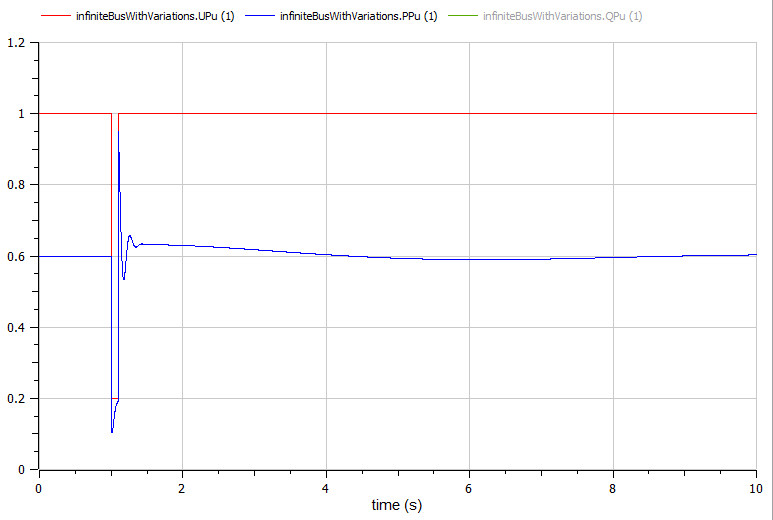 infiniteBusWithVariations.UPu (1) infiniteBusWithVariations.PPu (1) infiniteBusWithVariations.QPu (1)
1.2
1
0.8
0.6
0.4
0.2
0
0 2 4 6 8 10
time (s)